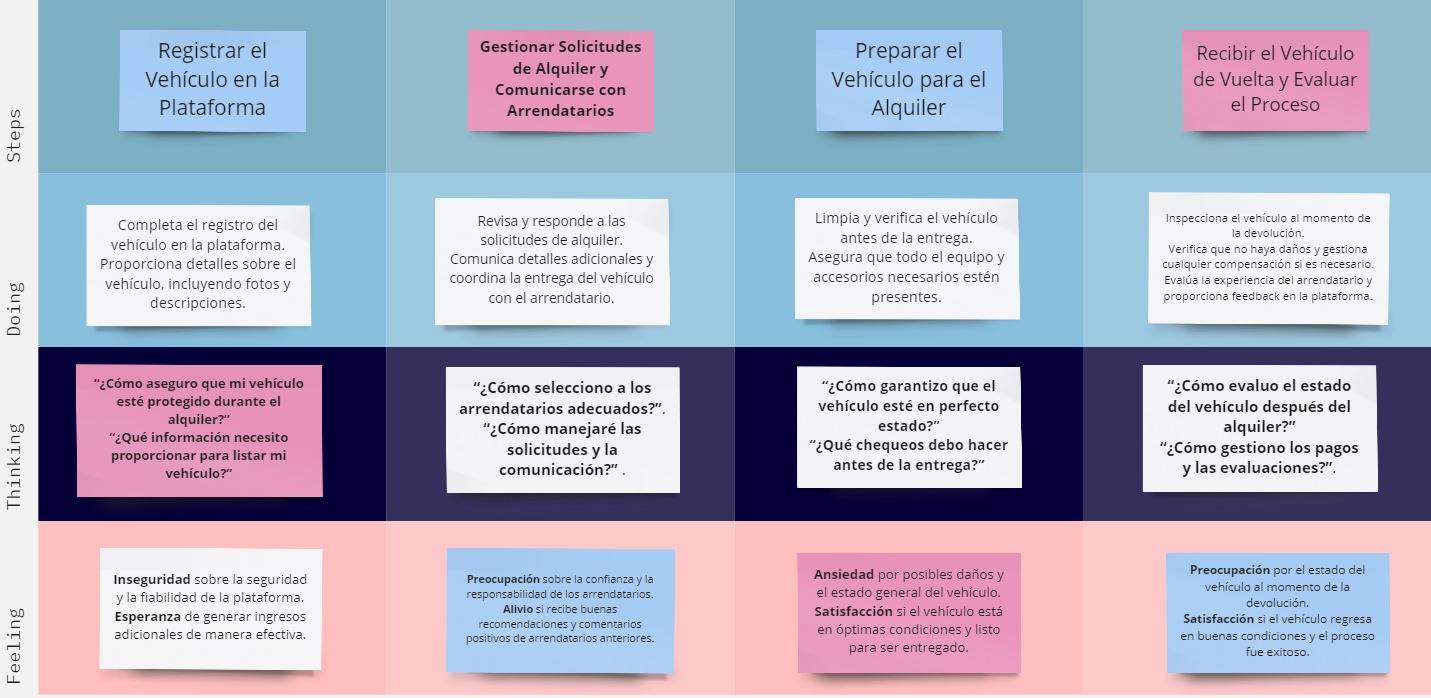 Steps
Registrar el
Vehículo en la
Plataforma
Gestionar Solicitudes
de Alquiler y
Comunicarse con
Arrendatarios
Preparar el
Vehículo para el
Alquiler
Recibir el Vehículo
de Vuelta y Evaluar
el Proceso
Doing
Completa el registro del
vehículo en la plataforma.
Proporciona detalles sobre el
vehículo, incluyendo fotos y
descripciones.
Revisa y responde a las
solicitudes de alquiler.
Comunica detalles adicionales y
coordina la entrega del vehículo
con el arrendatario.
Limpia y verifica el vehículo
antes de la entrega.
Asegura que todo el equipo y
accesorios necesarios estén
presentes.
Inspecciona el vehículo al momento de
la devolución.
Verifica que no haya daños y gestiona
cualquier compensación si es necesario.
Evalúa la experiencia del arrendatario y
proporciona feedback en la plataforma.
Thinking
“¿Cómo aseguro que mi vehículo
esté protegido durante el
alquiler?”
“¿Qué información necesito
proporcionar para listar mi
vehículo?”
“¿Cómo selecciono a los
arrendatarios adecuados?”.
“¿Cómo manejaré las
solicitudes y la
comunicación?” .
“¿Cómo garantizo que el
vehículo esté en perfecto
estado?”
“¿Qué chequeos debo hacer
antes de la entrega?”
“¿Cómo evaluo el estado
del vehículo después del
alquiler?”
“¿Cómo gestiono los pagos
y las evaluaciones?”.
Feeling
Inseguridad sobre la seguridad
y la fiabilidad de la plataforma.
Esperanza de generar ingresos
adicionales de manera efectiva.
Preocupación sobre la confianza y la
responsabilidad de los arrendatarios.
Alivio si recibe buenas
recomendaciones y comentarios
positivos de arrendatarios anteriores.
Ansiedad por posibles daños y
el estado general del vehículo.
Satisfacción si el vehículo está
en óptimas condiciones y listo
para ser entregado.
Preocupación por el estado del
vehículo al momento de la
devolución.
Satisfacción si el vehículo regresa
en buenas condiciones y el proceso
fue exitoso.